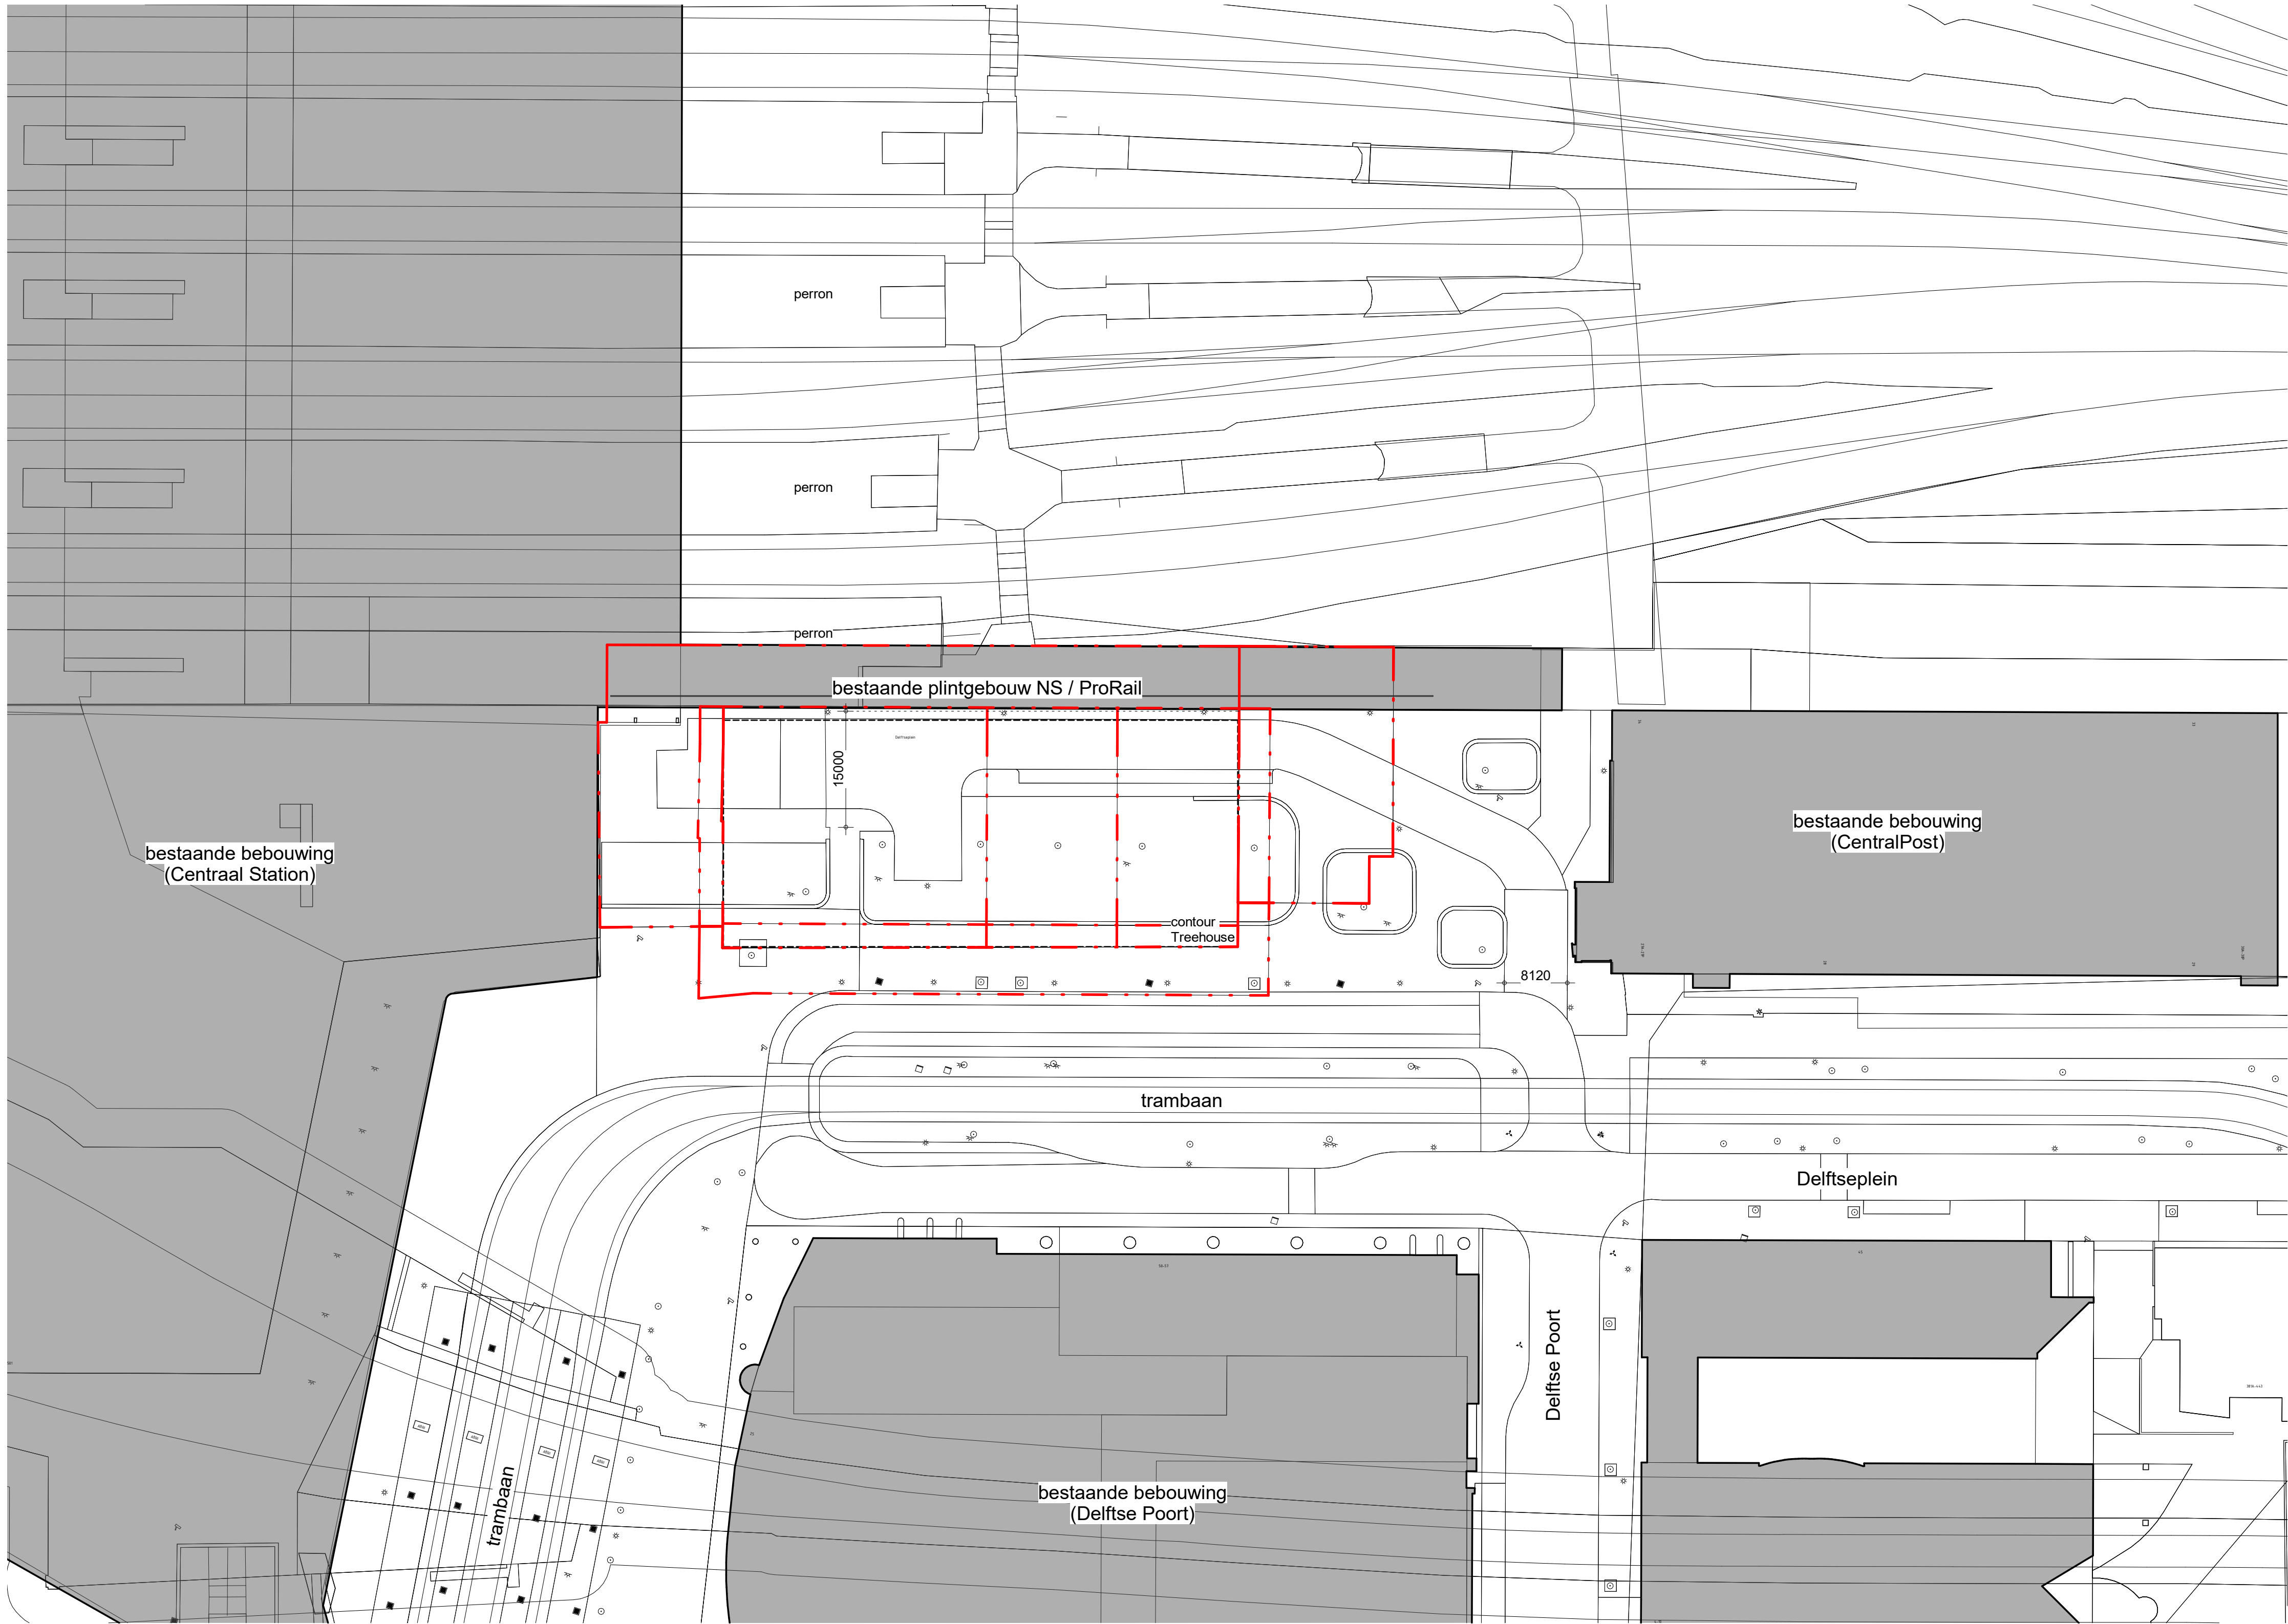 perron
perron
perron
bestaande plintgebouw NS / ProRail
Delftseplein
15000
bestaande bebouwing
(Centraal Station)
bestaande bebouwing
(CentralPost)
contour
Treehouse
8120
trambaan
Delftseplein
Delftse Poort
trambaan
bestaande bebouwing
(Delftse Poort)